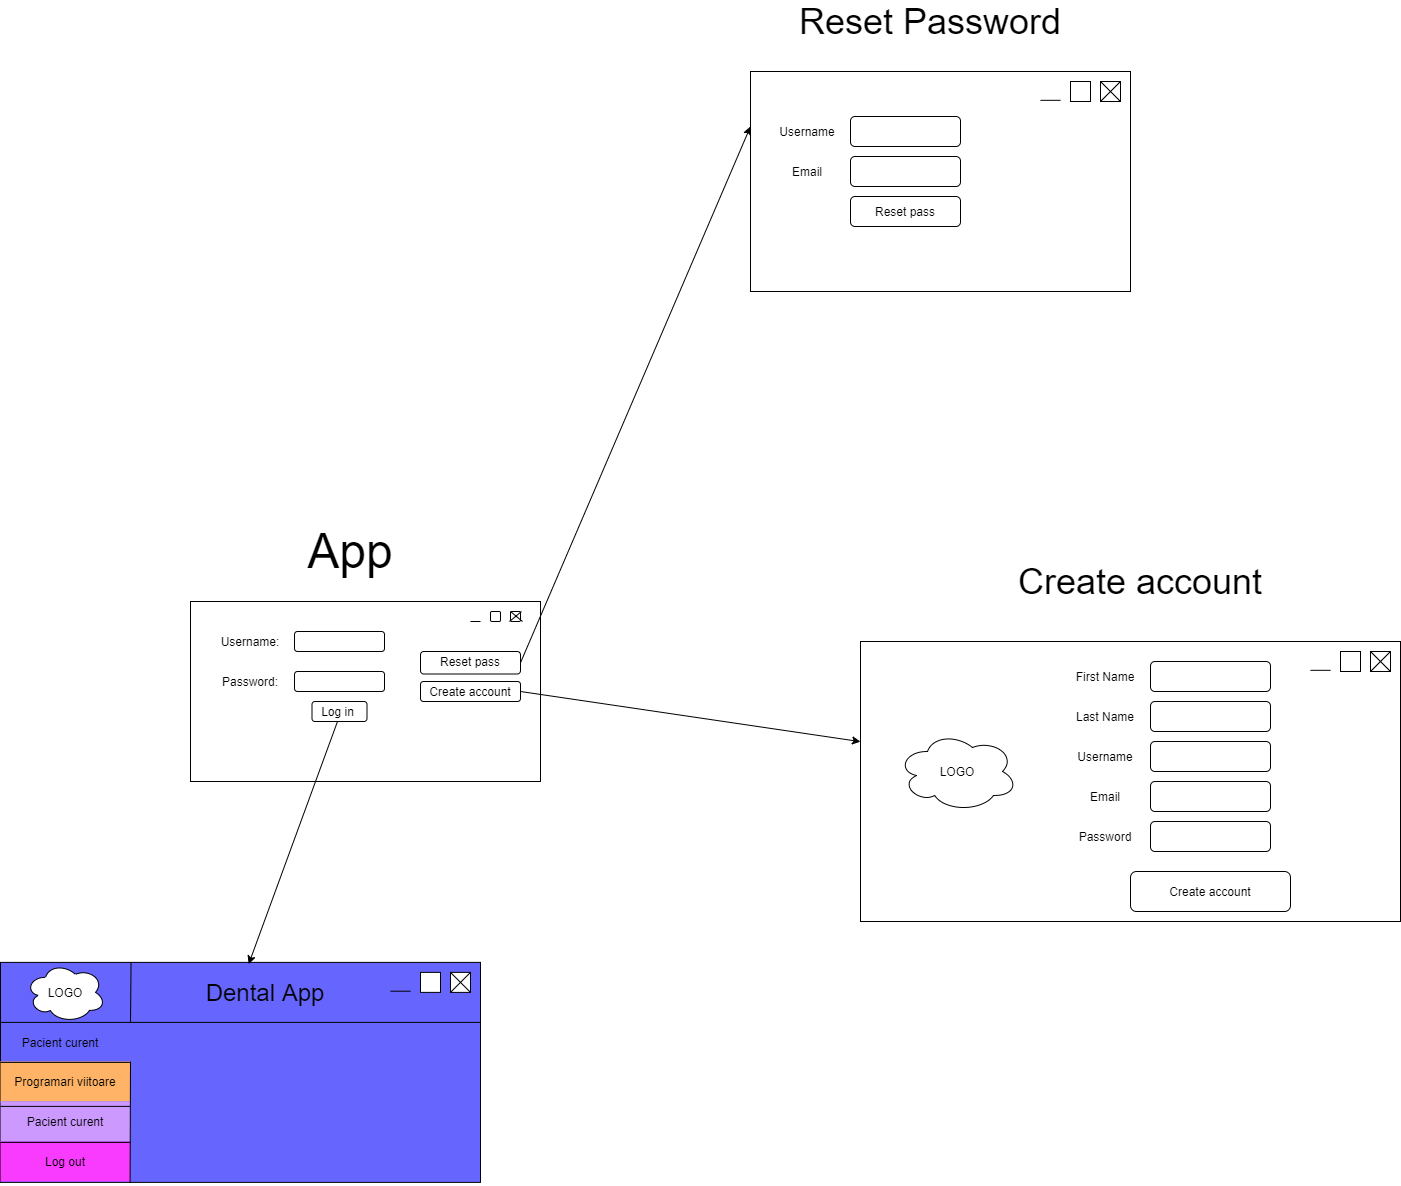 Reset Password
Username
Email
Reset pass
App
Username:
Password:
Log in
Reset pass
Create account
Create account
First Name
Last Name
Username
Email
Password
LOGO
Create account
LOGO
Dental App
Pacient curent
Programari viitoare
Pacient curent
Log out